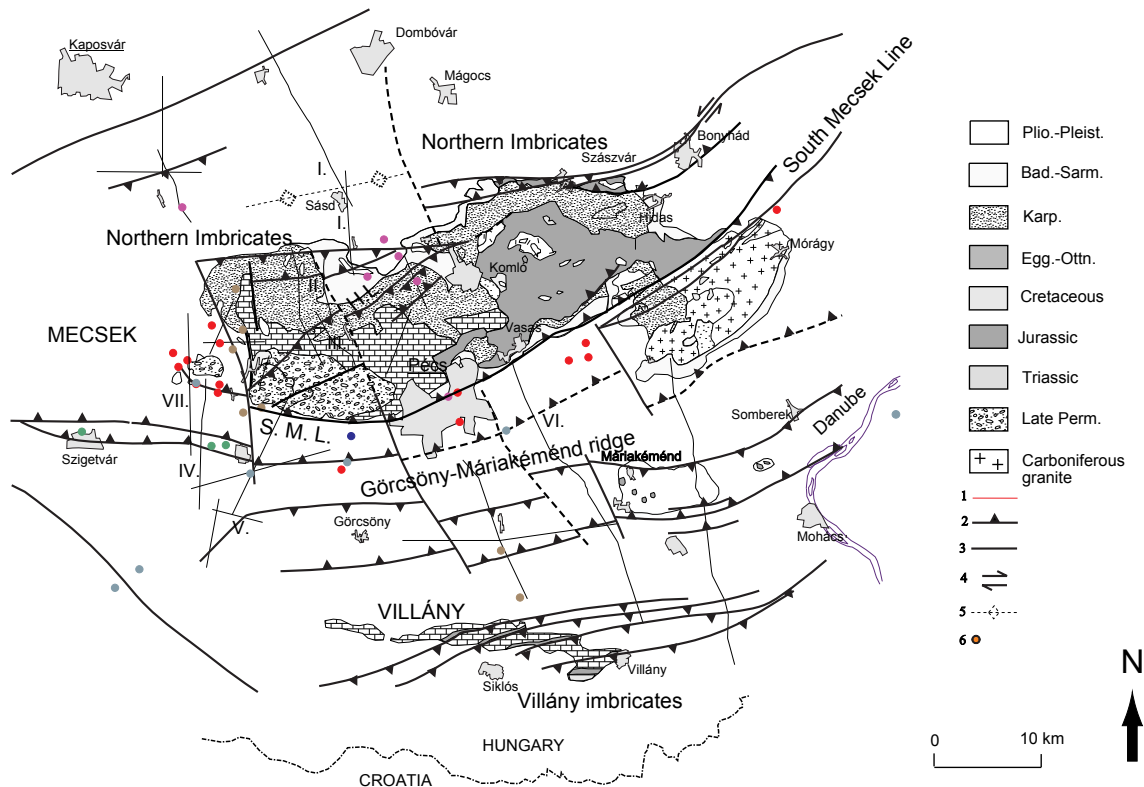 Kaposvár
Dombóvár
Mágocs
South Mecsek Line
Northern Imbricates
Bonyhád
Szászvár
I.
Sásd
I.
Hidas
Northern Imbricates
Mórágy
Komló
II.
MECSEK
III.
Vasas
Pécs
VII.
S. M. L.
VI.
Somberek
Danube
Szigetvár
IV.
Görcsöny-Máriakéménd ridge
Máriakéménd
V.
Görcsöny
Mohács
VILLÁNY
Siklós
Villány
Villány imbricates
HUNGARY
CROATIA
Plio.-Pleist.
Bad.-Sarm.
Karp.
Egg.-Ottn.
Cretaceous
Jurassic
Triassic
Late Perm.
Carboniferous
granite
1
2
3
4
5
6
N
0
10 km